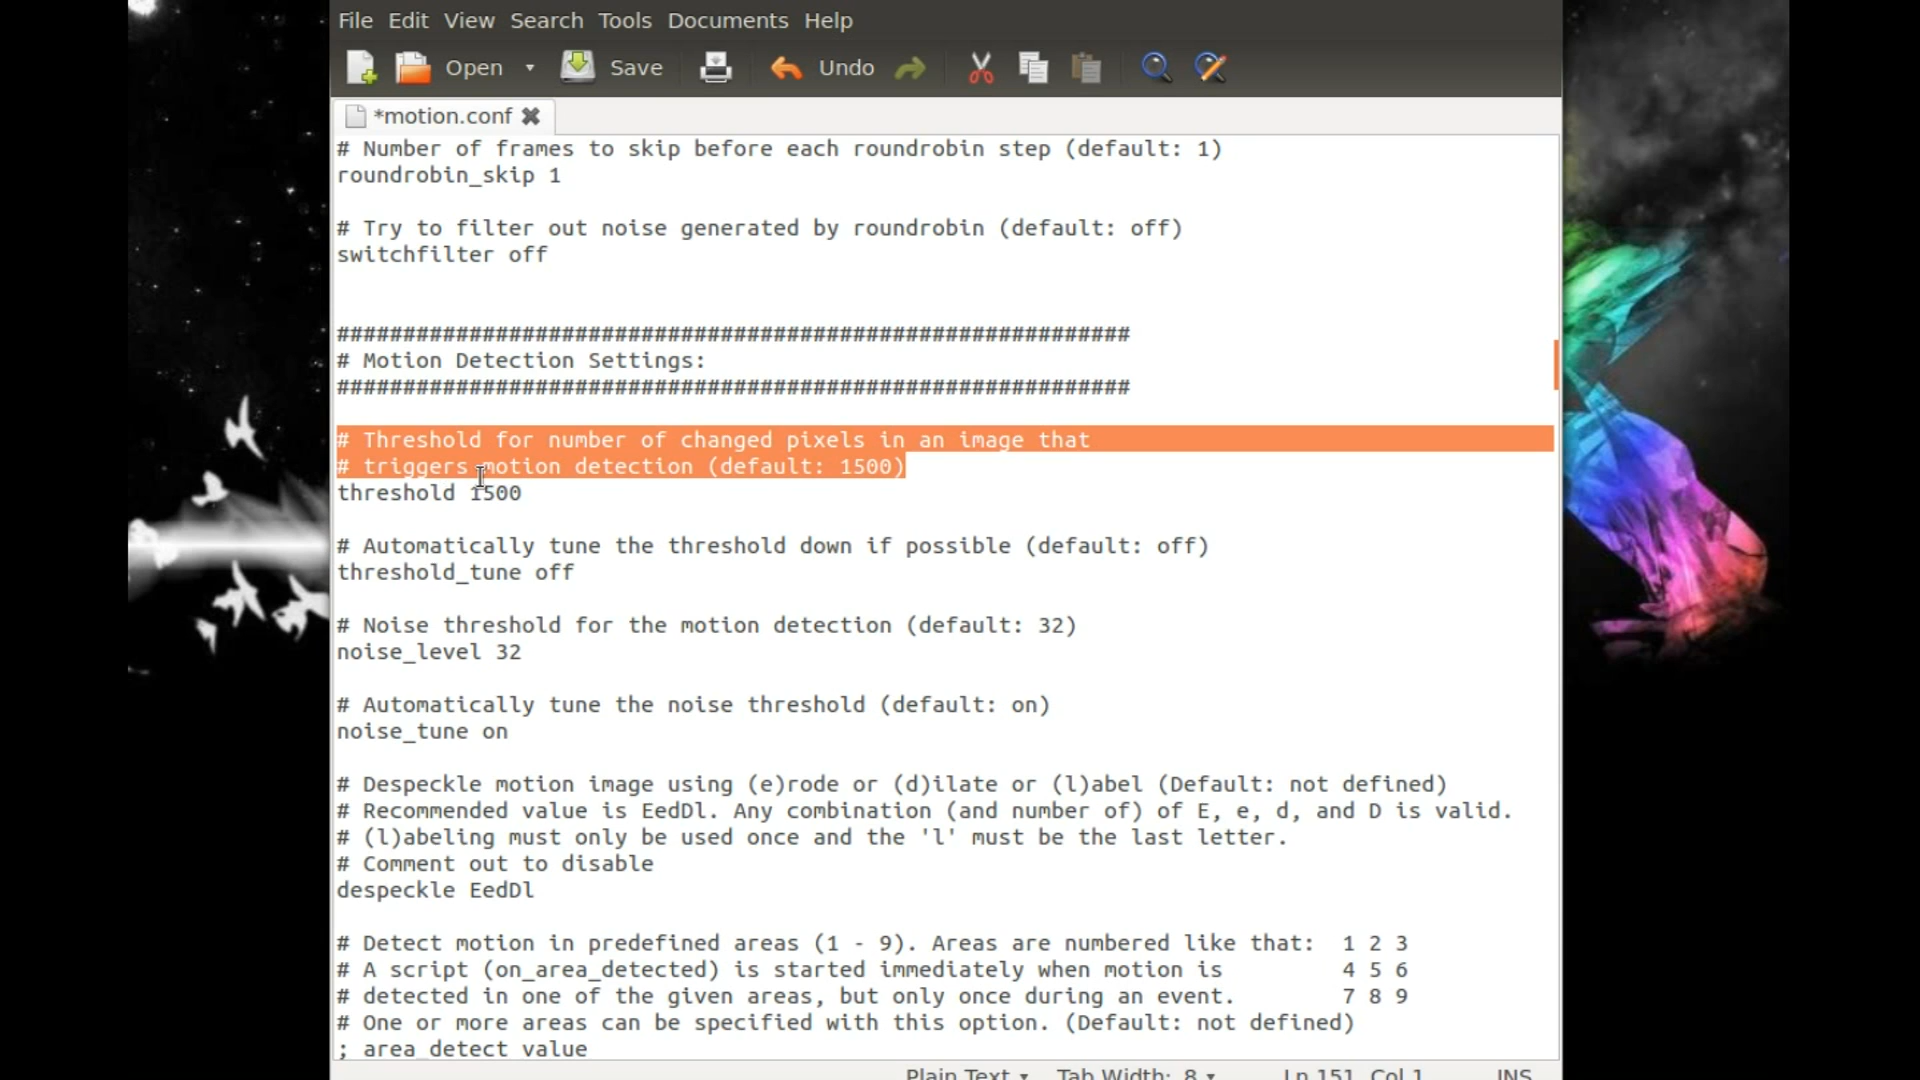 File Edit View Search Tools Documents Help
Open Save Undo
*motion.conf
# Number of frames to skip before each roundrobin step (default: 1)
roundrobin_skip 1
# Try to filter out noise generated by roundrobin (default: off)
switchfilter off
############################################################
# Motion Detection Settings:
############################################################
# Threshold for number of changed pixels in an image that
# triggers motion detection (default: 1500)
threshold 1500
# Automatically tune the threshold down if possible (default: off)
threshold_tune off
# Noise threshold for the motion detection (default: 32)
noise_level 32
# Automatically tune the noise threshold (default: on)
noise_tune on
# Despeckle motion image using (e)rode or (d)ilate or (l)abel (Default: not defined)
# Recommended value is EedDl. Any combination (and number of) of E, e, d, and D is valid.
# (l)abeling must only be used once and the 'l' must be the last letter.
# Comment out to disable
despeckle EedDl
# Detect motion in predefined areas (1 - 9). Areas are numbered like that:  1 2 3
# A script (on_area_detected) is started immediately when motion is         4 5 6
# detected in one of the given areas, but only once during an event.        7 8 9
# One or more areas can be specified with this option. (Default: not defined)
; area_detect value
Plain Text Tab Width: 8 Ln 151, Col 1 INS